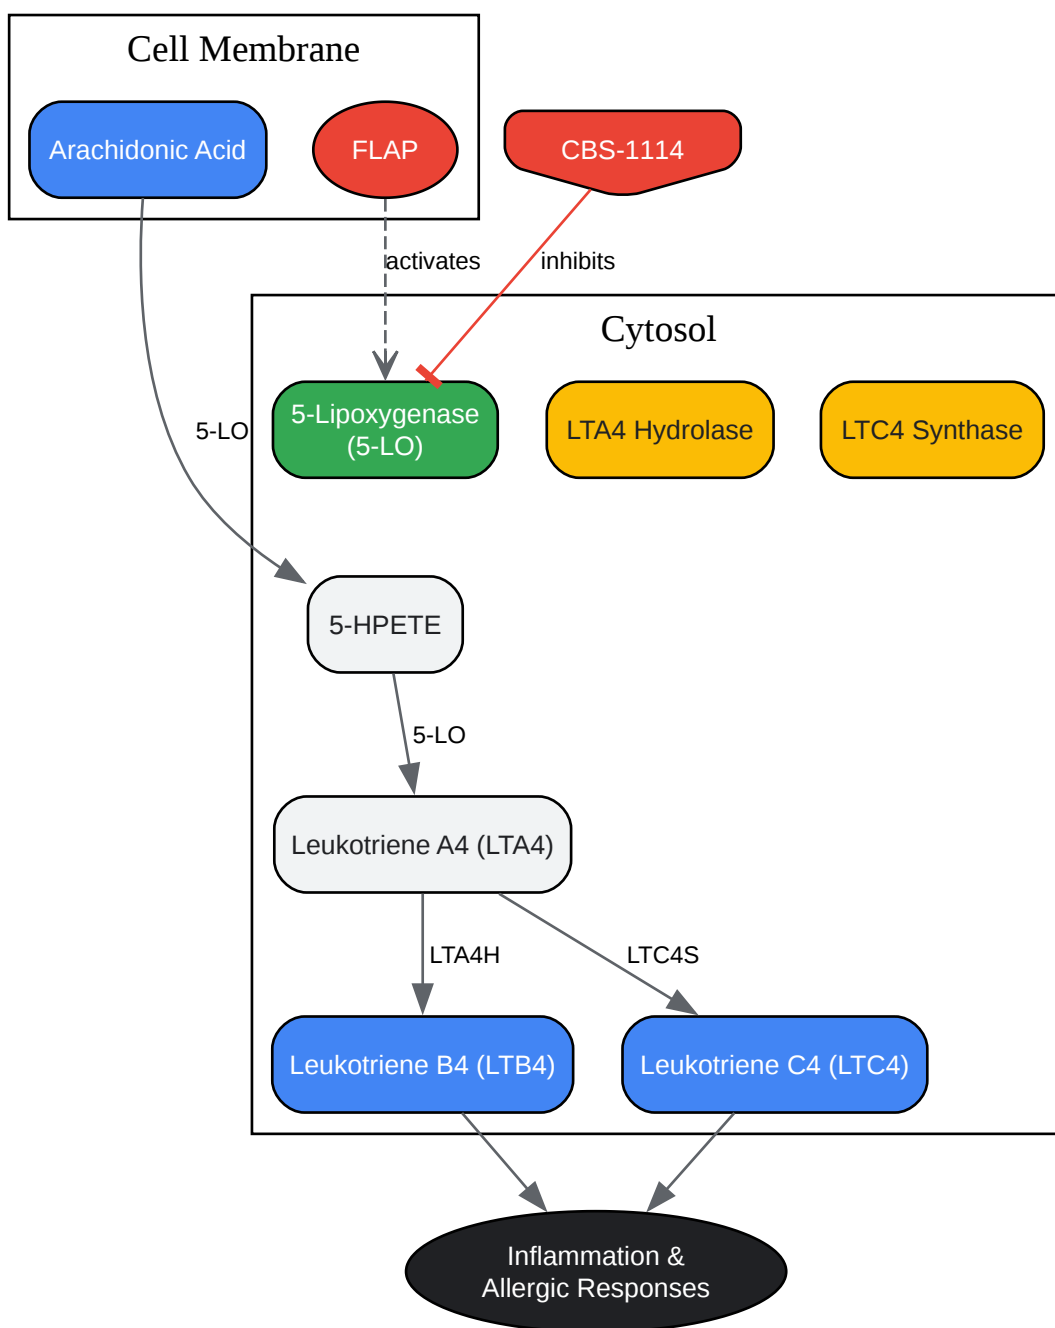 Cell Membrane
Arachidonic Acid
FLAP
CBS-1114
activates
inhibits
Cytosol
5-LO
5-Lipoxygenase
(5-LO)
LTA4 Hydrolase
LTC4 Synthase
5-HPETE
5-LO
Leukotriene A4 (LTA4)
LTA4H
LTC4S
Leukotriene B4 (LTB4)
Leukotriene C4 (LTC4)
Inflammation &
Allergic Responses